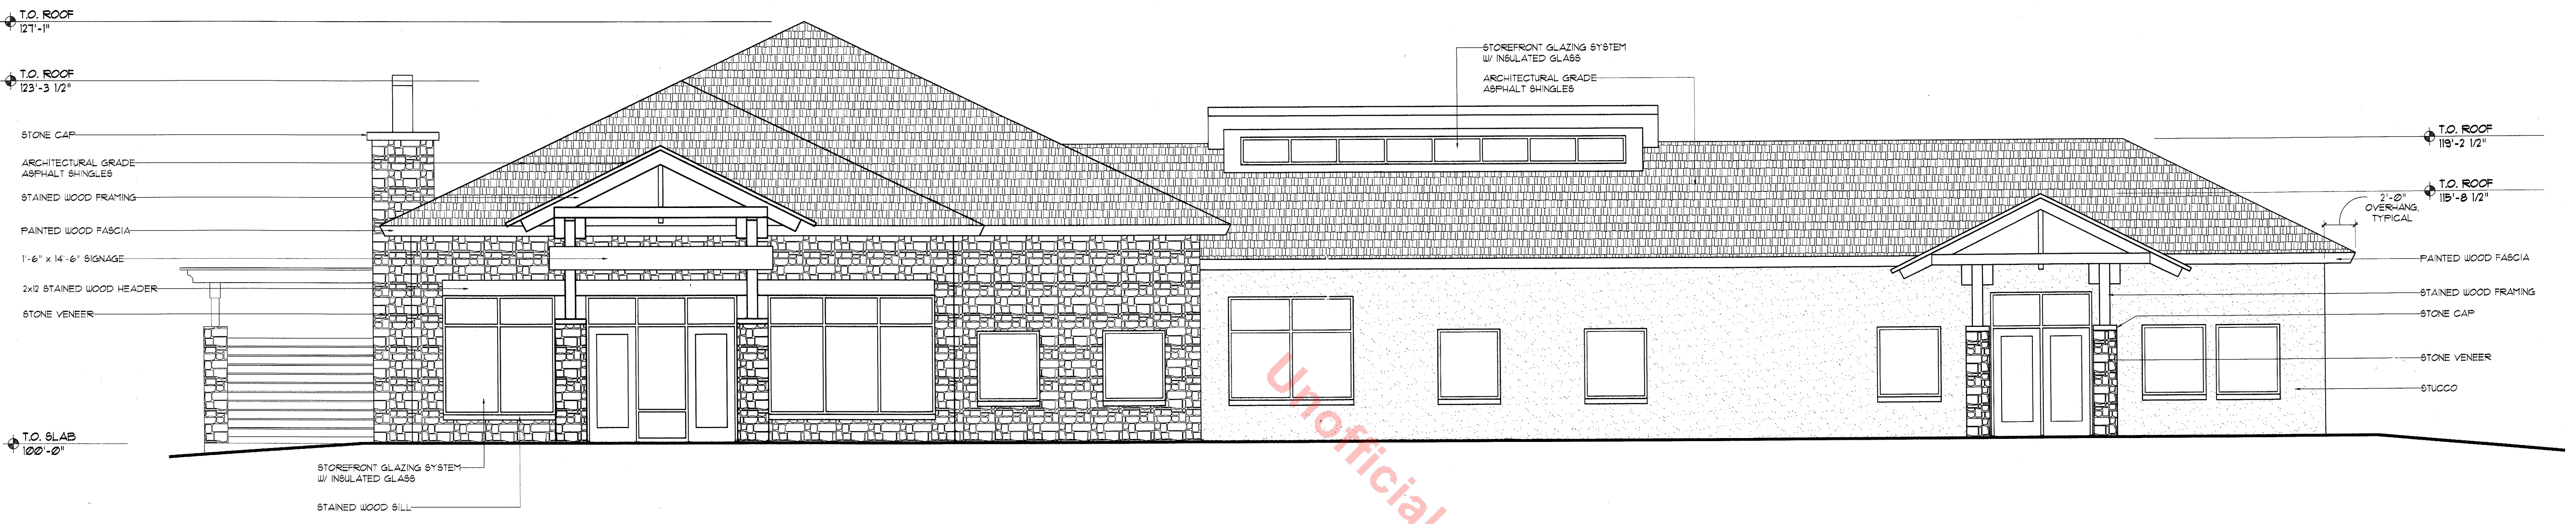 T.O. ROOF
127'-1"
T.O. ROOF
123'-3 1/2"
STONE CAP
ARCHITECTURAL GRADE
ASPHALT SHINGLES
STAINED WOOD FRAMING
PAINTED WOOD FASCIA
1'-6" x 14'-6" SIGNAGE
2x12 STAINED WOOD HEADER
STONE VENEER
T.O. SLAB
100'-0"
STOREFRONT GLAZING SYSTEM
W/ INSULATED GLASS
STAINED WOOD SILL
STOREFRONT GLAZING SYSTEM
W/ INSULATED GLASS
ARCHITECTURAL GRADE
ASPHALT SHINGLES
T.O. ROOF
119'-2 1/2"
T.O. ROOF
115'-8 1/2"
2'-0"
OVERHANG,
TYPICAL
PAINTED WOOD FASCIA
STAINED WOOD FRAMING
STONE CAP
STONE VENEER
STUCCO
Unofficial